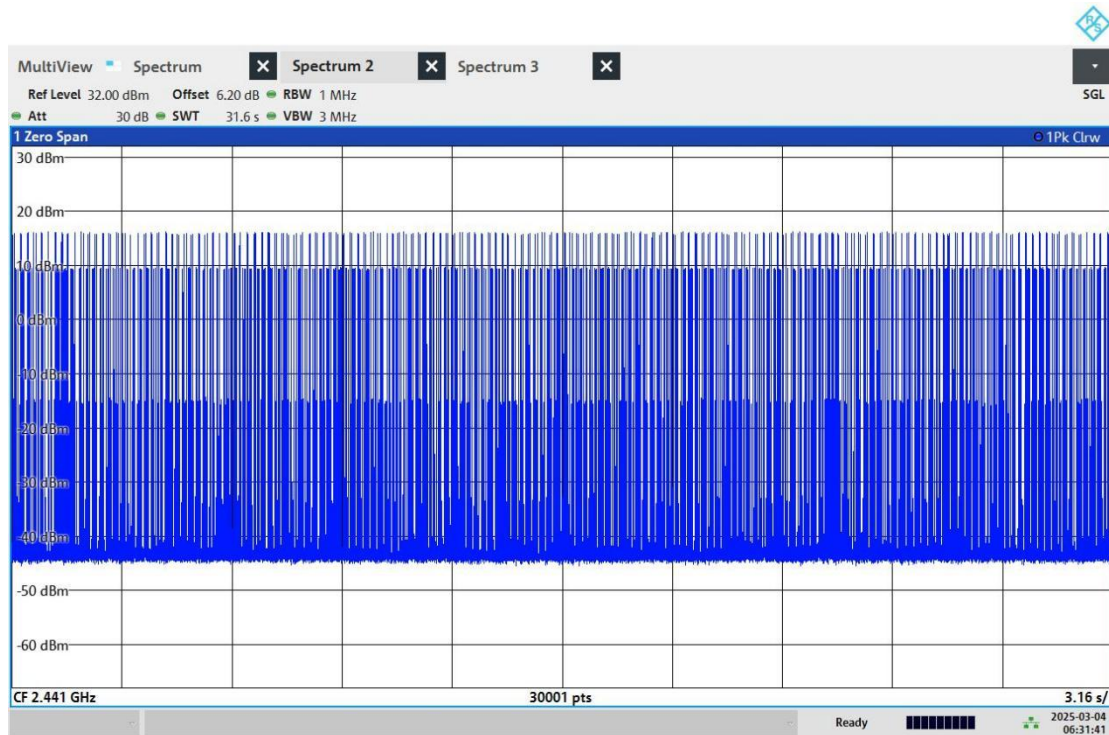 R S
MultiView Spectrum Spectrum 2 Spectrum 3
Ref Level 32.00 dBm Offset 6.20 dB RBW 1 MHz SGL
Att 30 dB SWT 31.6 s VBW 3 MHz
1 Zero Span 1Pk Clrw
30 dBm
20 dBm
10 dBm
0 dBm
-10 dBm
-20 dBm
-30 dBm
-40 dBm
-50 dBm
-60 dBm
CF 2.441 GHz 30001 pts 3.16 s/
Ready 2025-03-04
06:31:41